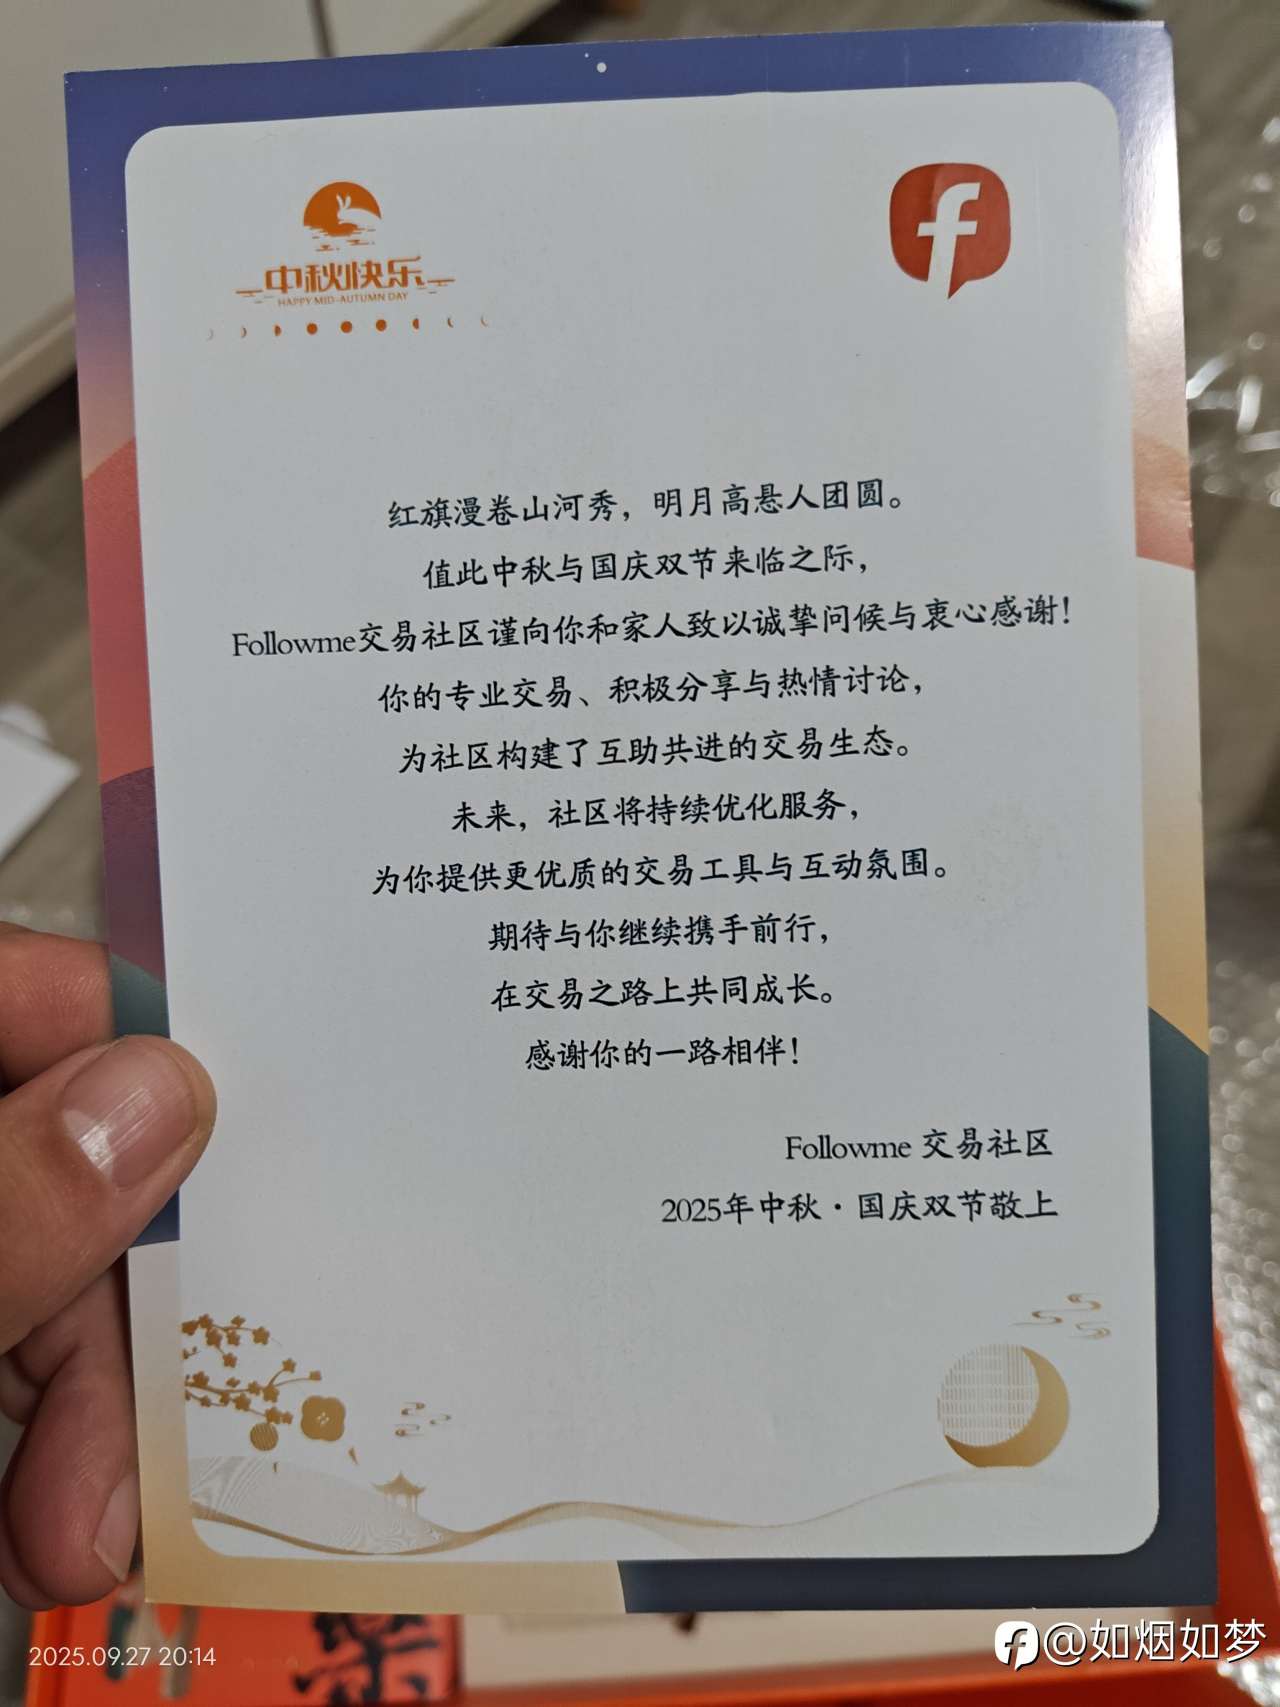 中秋快乐
HAPPY MID-AUTUMN DAY
f
红旗漫卷山河秀，明月高悬人团圆。
值此中秋与国庆双节来临之际，
Followme交易社区谨向你和家人致以诚挚问候与衷心感谢！
你的专业交易、积极分享与热情讨论，
为社区构建了互助共进的交易生态。
未来，社区将持续优化服务，
为你提供更优质的交易工具与互动氛围。
期待与你继续携手前行，
在交易之路上共同成长。
感谢你的一路相伴！
Followme 交易社区
2025年中秋·国庆双节敬上
2025.09.27 20:14
f@如烟如梦